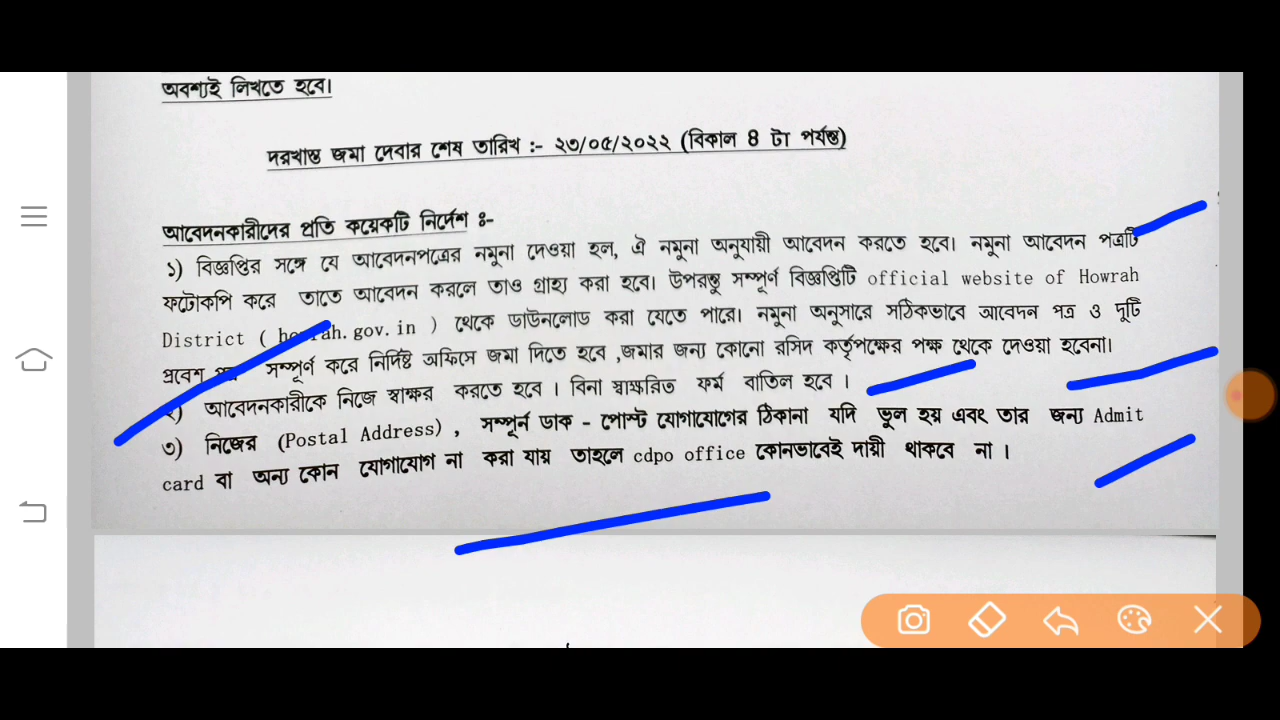 অবশ্যই লিখতে হবে।
দরখাস্ত জমা দেবার শেষ তারিখ :- ২৩/০৫/২০২২ (বিকাল 8 টা পর্যন্ত)
আবেদনকারীদের প্রতি কয়েকটি নির্দেশ ঃ-
১) বিজ্ঞপ্তির সঙ্গে যে আবেদনপত্রের নমুনা দেওয়া হল, ঐ নমুনা অনুযায়ী আবেদন করতে হবে। নমুনা আবেদন পত্রটি
ফটোকপি করে তাতে আবেদন করলে তাও গ্রাহ্য করা হবে। উপরন্তু সম্পূর্ণ বিজ্ঞপ্তিটি official website of Howrah
District ( howrah.gov.in ) থেকে ডাউনলোড করা যেতে পারে। নমুনা অনুসারে সঠিকভাবে আবেদন পত্র ও দুটি
প্রবেশ পত্র সম্পূর্ণ করে নির্দিষ্ট অফিসে জমা দিতে হবে ,জমার জন্য কোনো রসিদ কর্তৃপক্ষের পক্ষ থেকে দেওয়া হবেনা।
২) আবেদনকারীকে নিজে স্বাক্ষর করতে হবে । বিনা স্বাক্ষরিত ফর্ম বাতিল হবে ।
৩) নিজের (Postal Address) , সম্পূর্ন ডাক - পোস্ট যোগাযোগের ঠিকানা যদি ভুল হয় এবং তার জন্য Admit
card বা অন্য কোন যোগাযোগ না করা যায় তাহলে cdpo office কোনভাবেই দায়ী থাকবে না ।